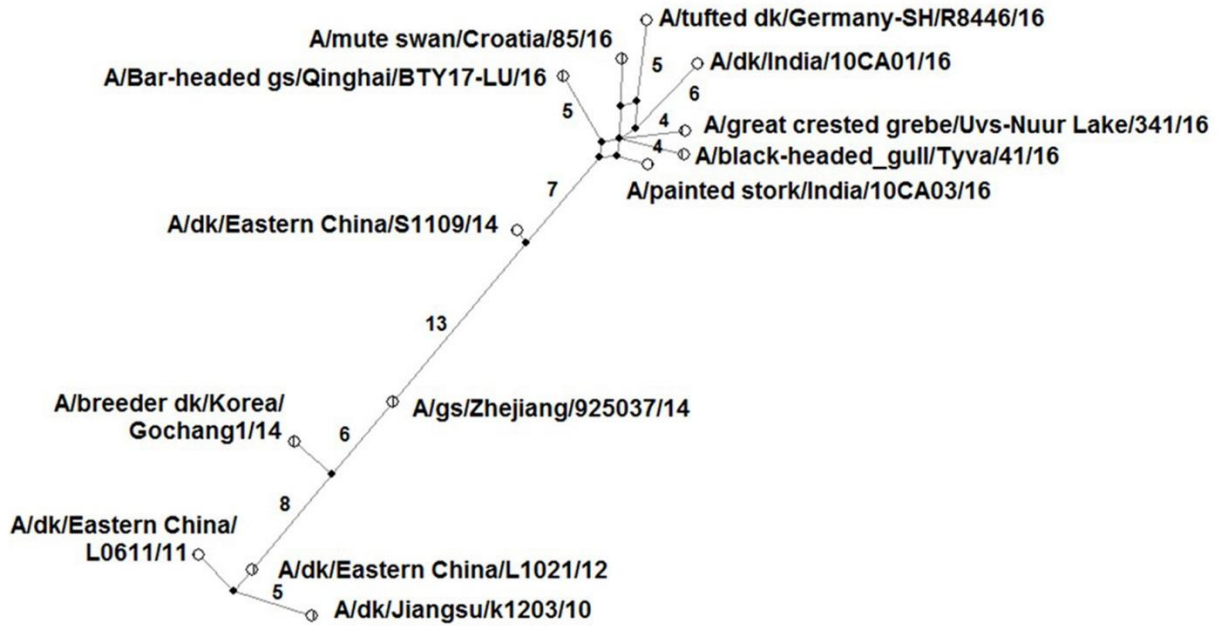 A/tufted dk/Germany-SH/R8446/16
A/mute swan/Croatia/85/16
5
A/dk/India/10CA01/16
A/Bar-headed gs/Qinghai/BTY17-LU/16
6
5
4
A/great crested grebe/Uvs-Nuur Lake/341/16
4
A/black-headed_gull/Tyva/41/16
7
A/painted stork/India/10CA03/16
A/dk/Eastern China/S1109/14
13
A/breeder dk/Korea/
Gochang1/14
A/gs/Zhejiang/925037/14
6
8
A/dk/Eastern China/
L0611/11
A/dk/Eastern China/L1021/12
5
A/dk/Jiangsu/k1203/10